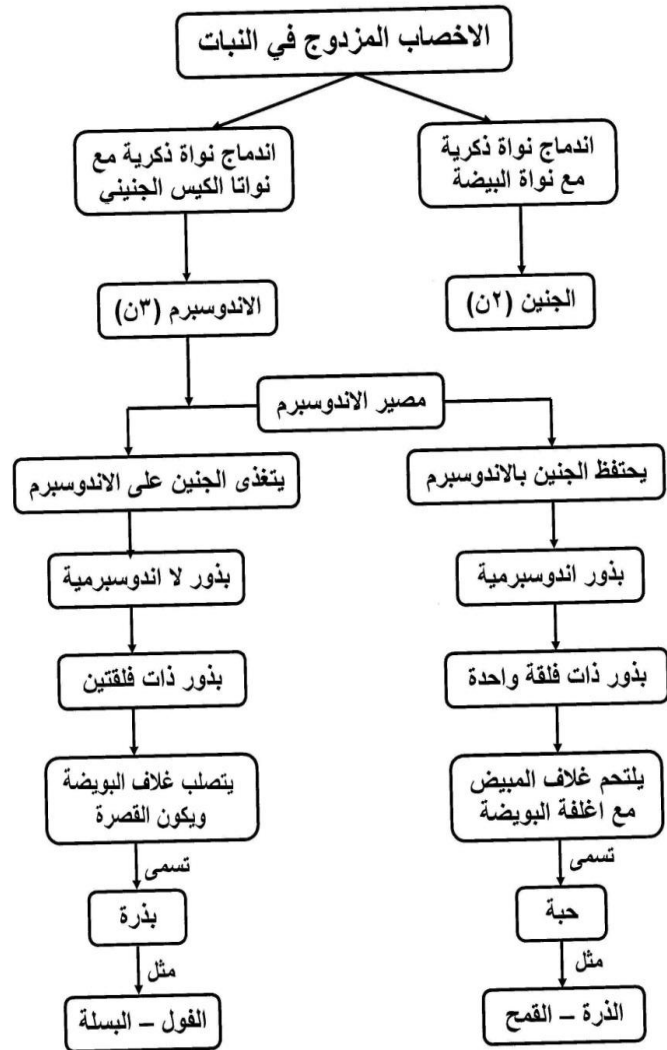 الاخصاب المزدوج في النبات
اندماج نواة ذكرية
مع نواة البيضة
اندماج نواة ذكرية مع
نواتا الكيس الجنيني
الجنين (٢ن)
الاندوسبرم (٣ن)
مصير الاندوسبرم
يحتفظ الجنين بالاندوسبرم
يتغذى الجنين على الاندوسبرم
بذور اندوسبرمية
بذور لا اندوسبرمية
بذور ذات فلقة واحدة
بذور ذات فلقتين
يلتحم غلاف المبيض
مع اغلفة البويضة
يتصلب غلاف البويضة
ويكون القصرة
تسمى
تسمى
حبة
بذرة
مثل
مثل
الذرة – القمح
الفول – البسلة